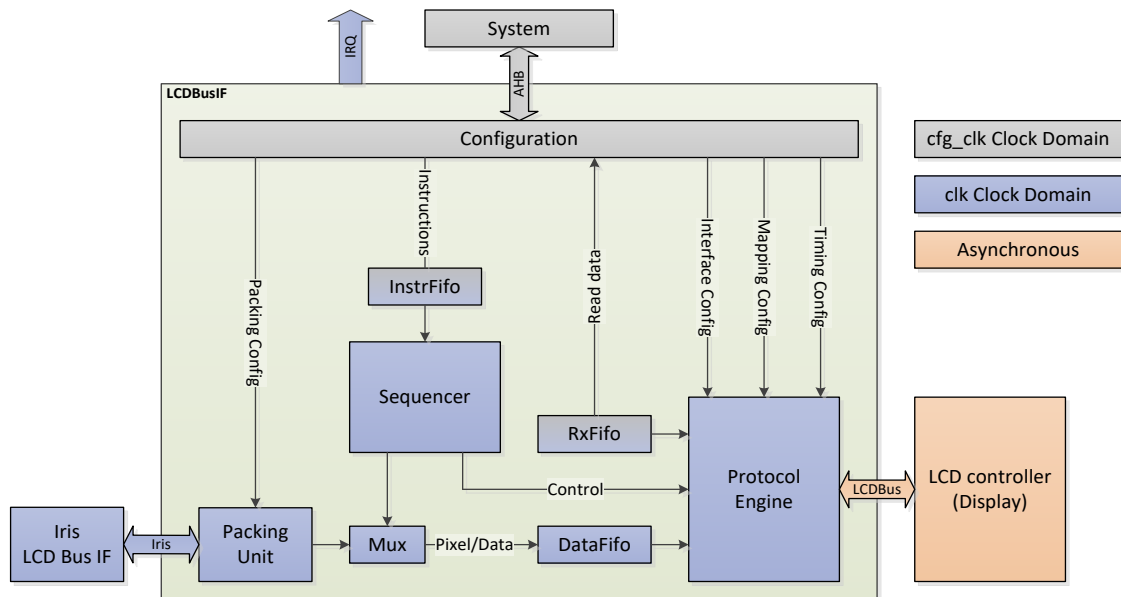 IRQ
System
AHB
LCDBusIF
Configuration
cfg_clk Clock Domain
clk Clock Domain
Asynchronous
Packing Config
Instructions
Read data
Interface Config
Mapping Config
Timing Config
InstrFifo
Sequencer
RxFifo
Control
Protocol
Engine
LCDBus
LCD controller
(Display)
Iris
LCD Bus IF
Iris
Packing
Unit
Mux
Pixel/Data
DataFifo